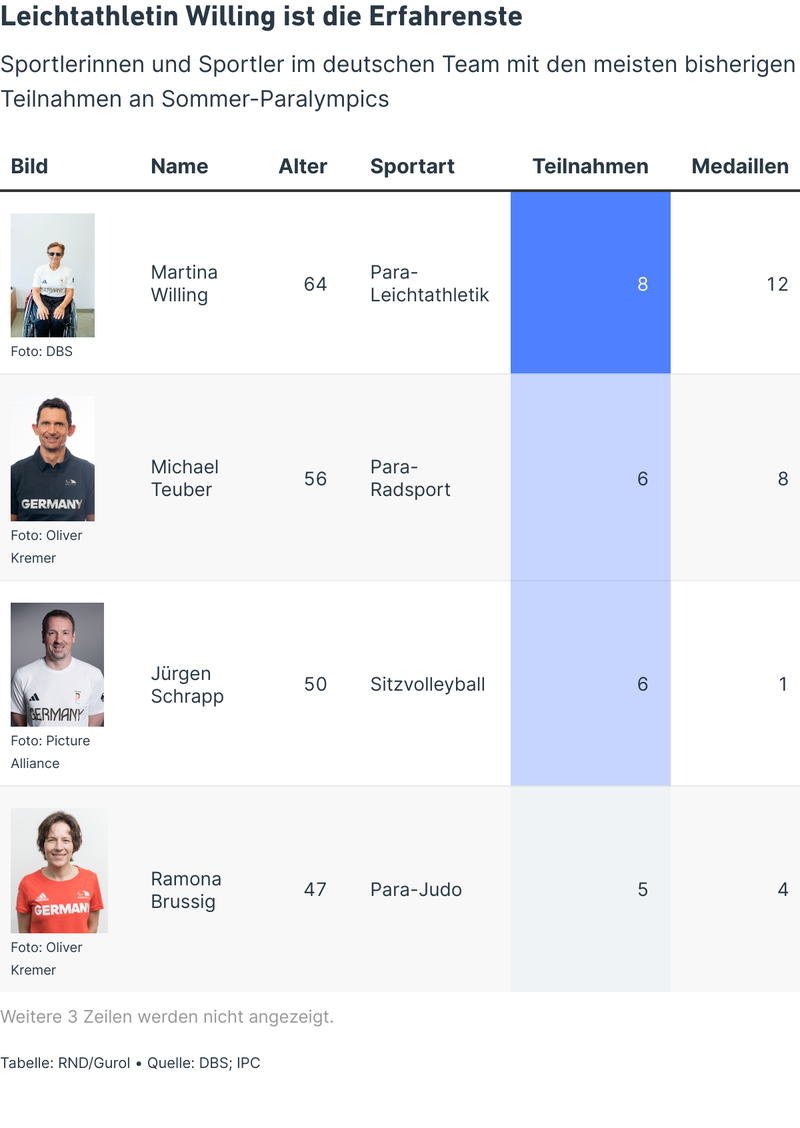 Leichtathletin Willing ist die Erfahrenste
Sportlerinnen und Sportler im deutschen Team mit den meisten bisherigen
Teilnahmen an Sommer-Paralympics
Bild Name Alter Sportart Teilnahmen Medaillen
Martina
Willing
64
Para-
Leichtathletik
8
12
Foto: DBS
GERMANY
Michael
Teuber
56
Para-
Radsport
6
8
Foto: Oliver
Kremer
GERMANY
Jürgen
Schrapp
50
Sitzvolleyball
6
1
Foto: Picture
Alliance
GERMANY
Ramona
Brussig
47
Para-Judo
5
4
Foto: Oliver
Kremer
Weitere 3 Zeilen werden nicht angezeigt.
Tabelle: RND/Gurol • Quelle: DBS; IPC